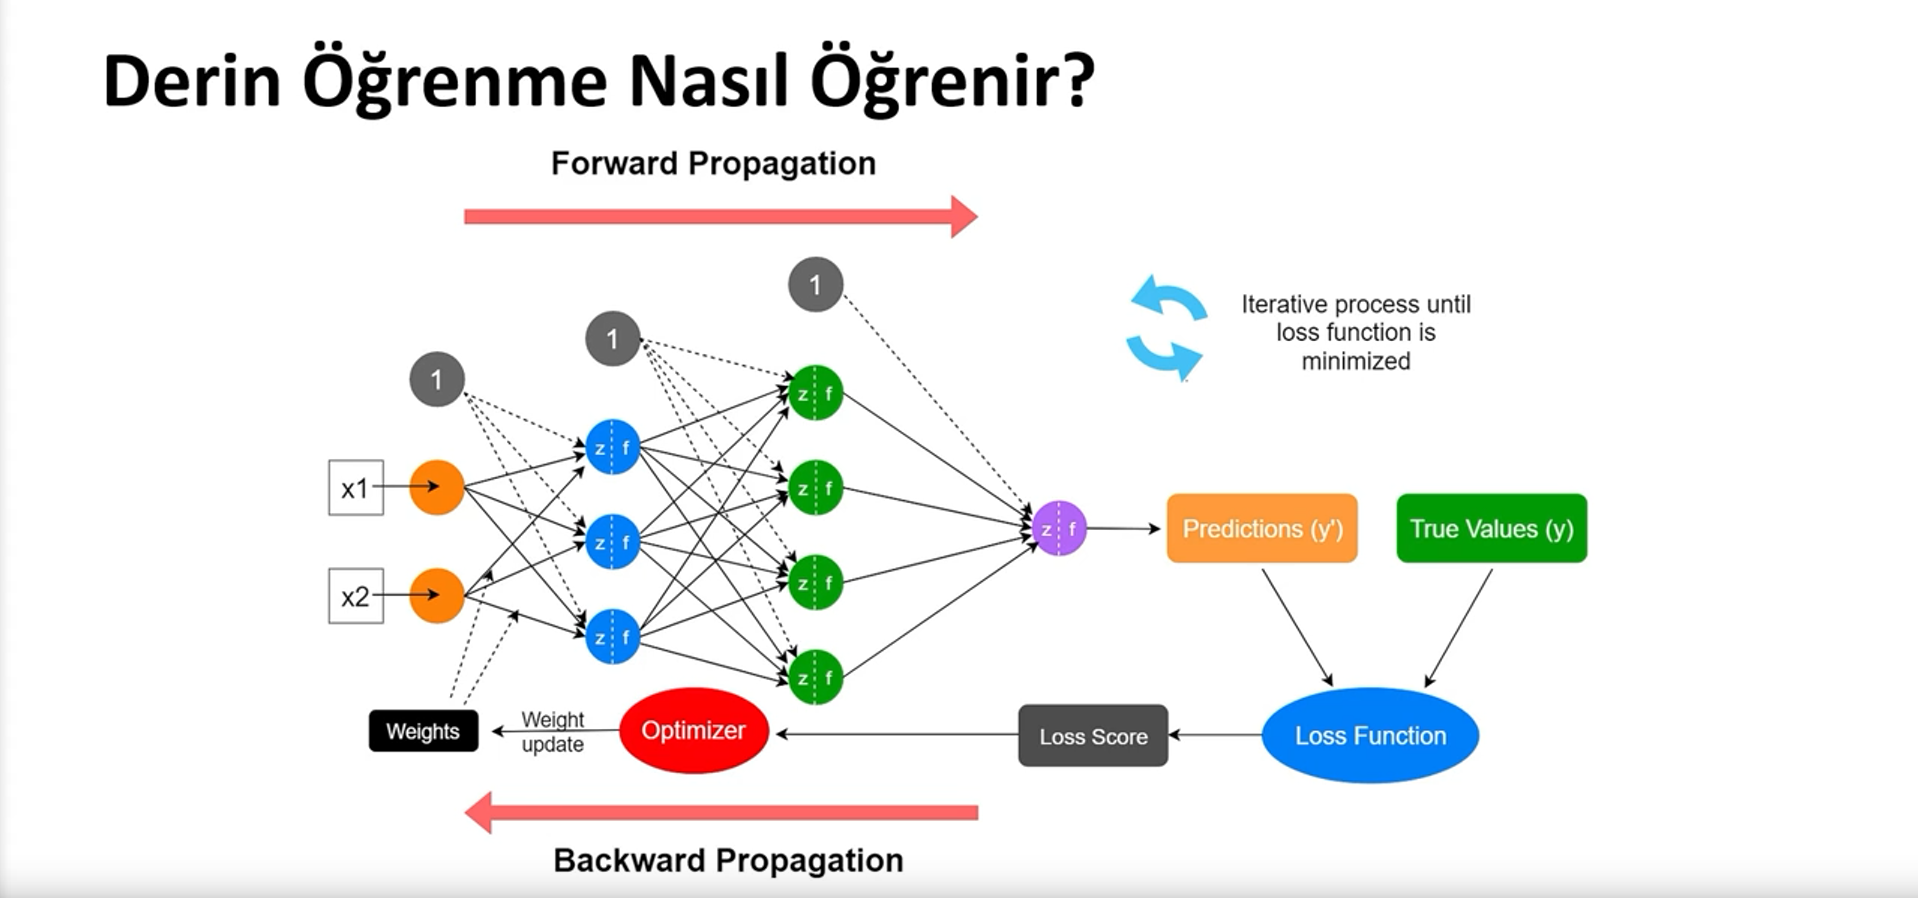 Derin Öğrenme Nasıl Öğrenir?
Forward Propagation
1
1
1
Iterative process until
loss function is
minimized
z f
z f
x1
z f
z f
z f
Predictions (y')
True Values (y)
z f
x2
z f
z f
z f
Weights
Weight
update
Optimizer
Loss Score
Loss Function
Backward Propagation